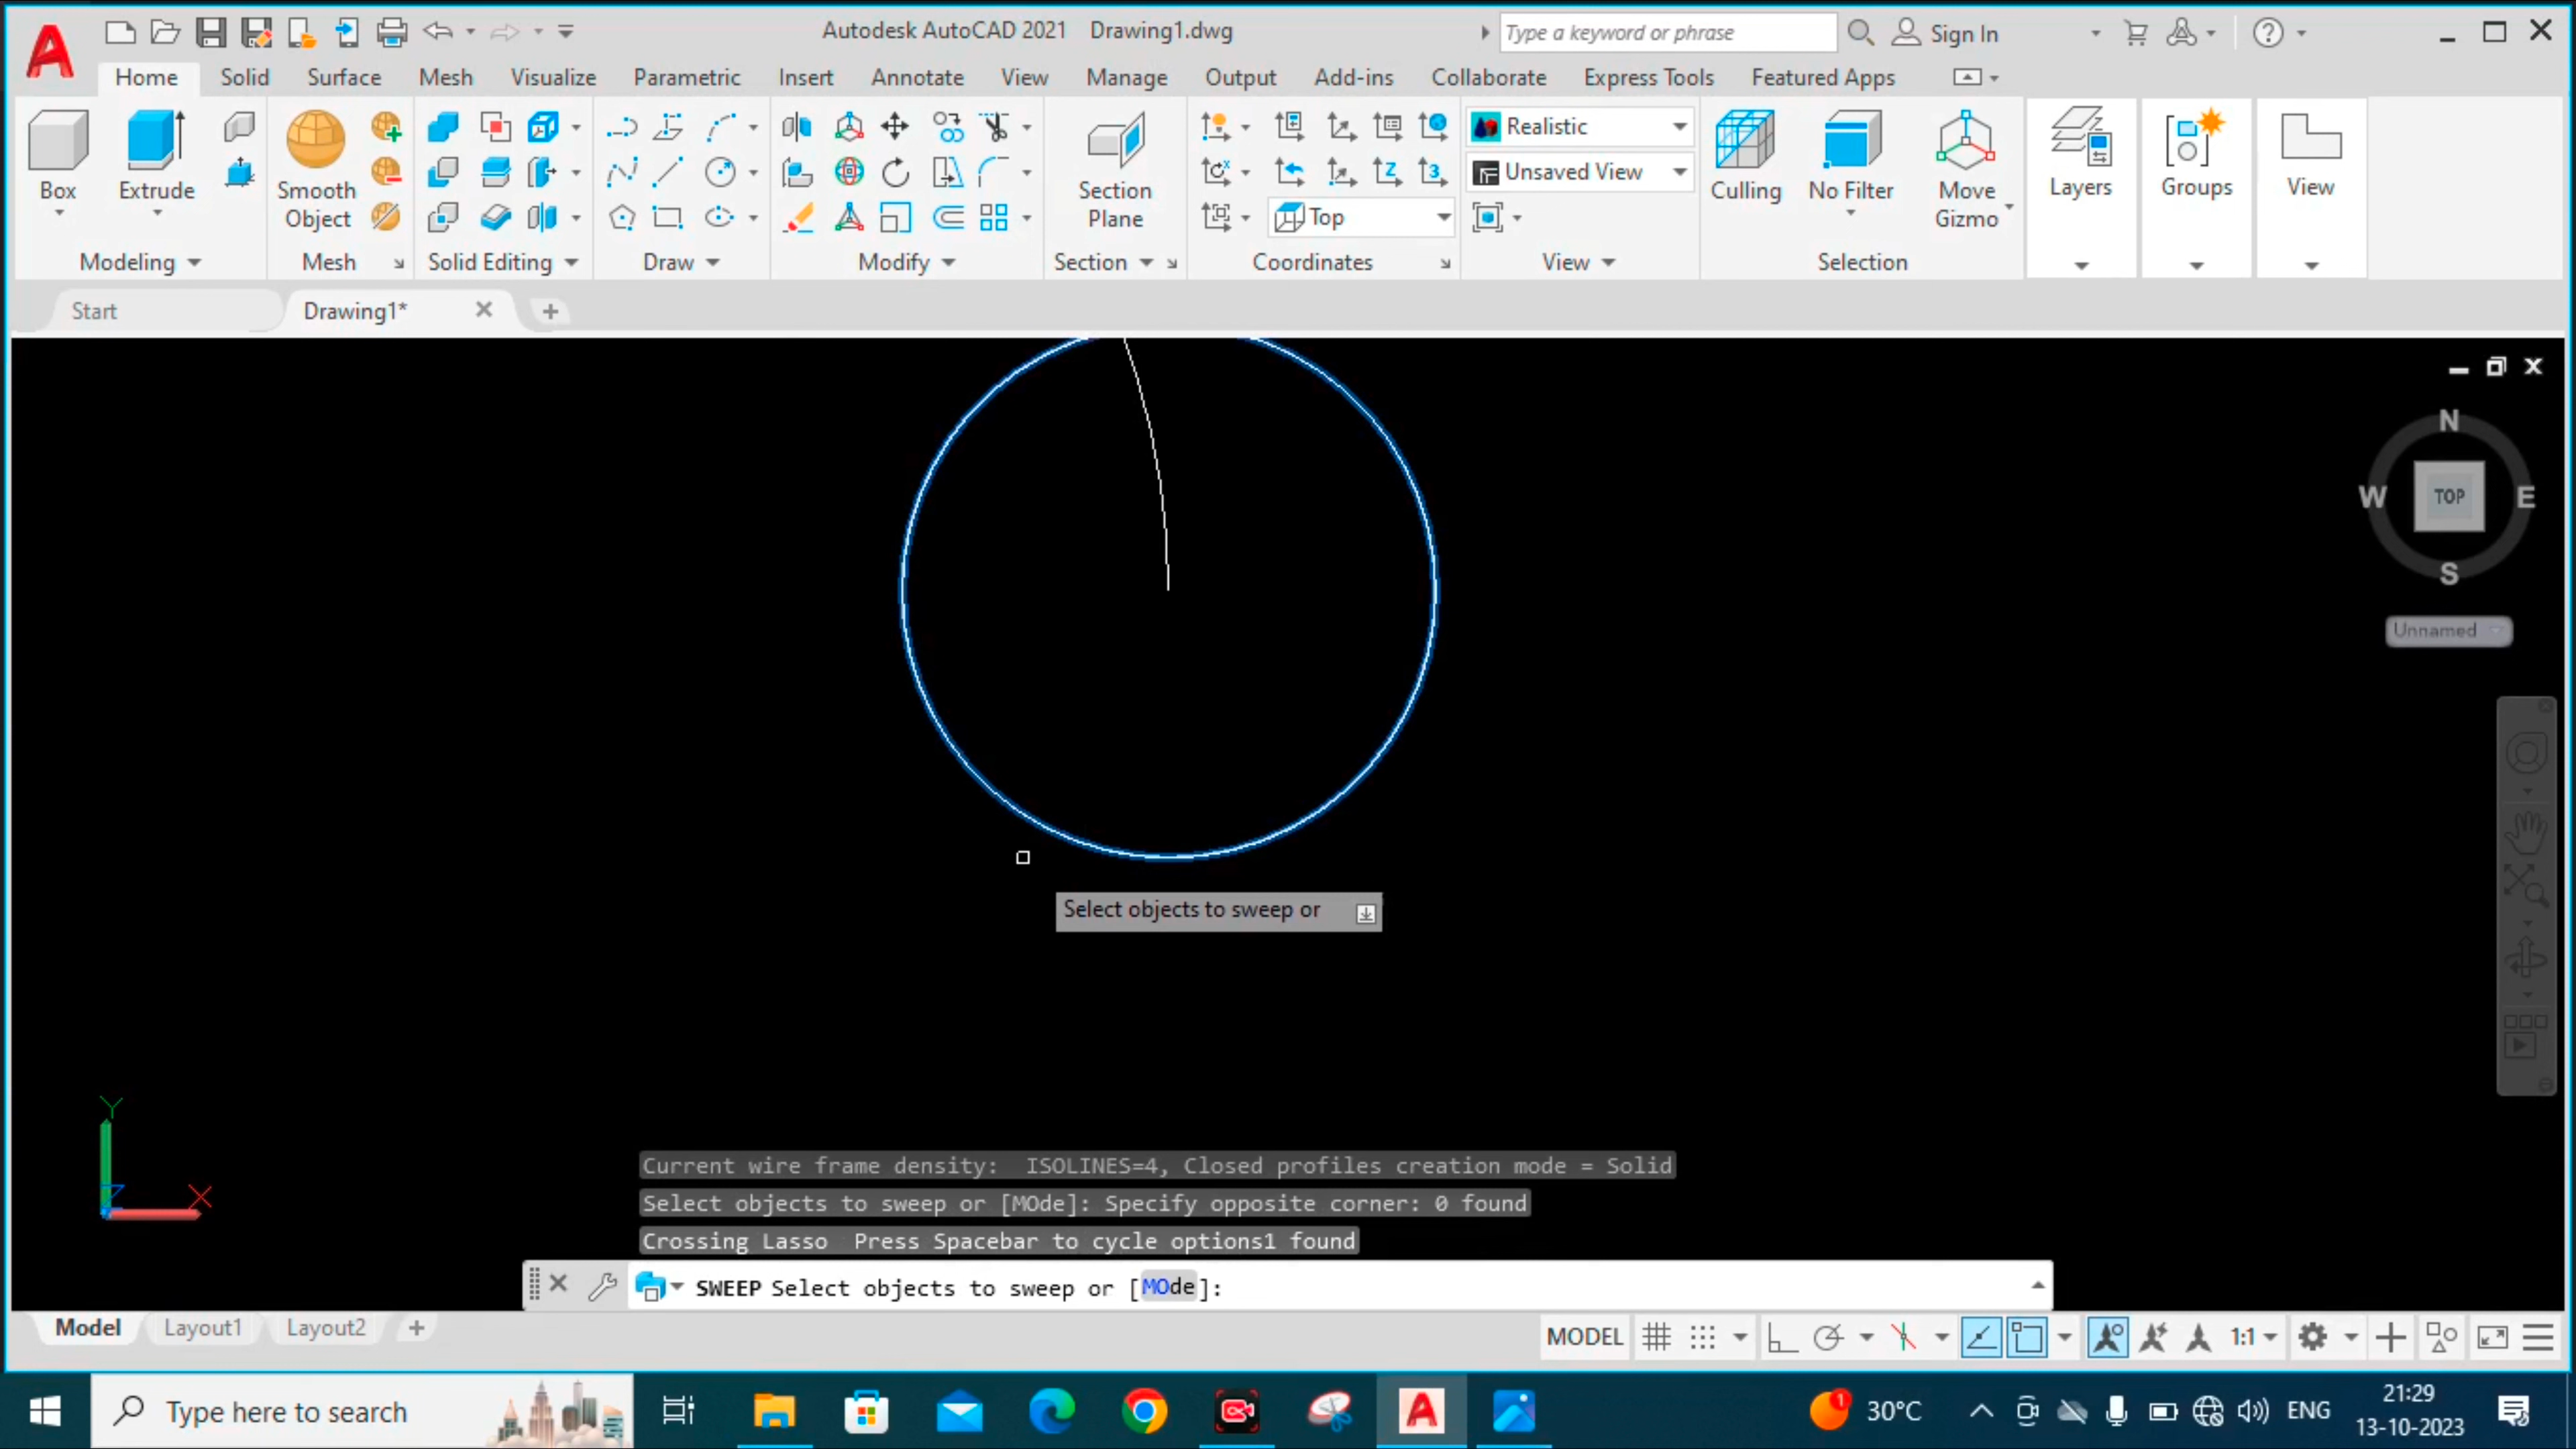 Autodesk AutoCAD 2021 Drawing1.dwg
Type a keyword or phrase
Sign In
Home Solid Surface Mesh Visualize Parametric Insert Annotate View Manage Output Add-ins Collaborate Express Tools Featured Apps
Box
Extrude
Smooth
Object
Section
Plane
Realistic
Unsaved View
Top
Culling
No Filter
Move
Gizmo
Layers
Groups
View
Modeling
Mesh
Solid Editing
Draw
Modify
Section
Coordinates
View
Selection
Start
Drawing1*
N
W
TOP
E
S
Unnamed
Select objects to sweep or
Y
Z
X
Current wire frame density: ISOLINES=4, Closed profiles creation mode = Solid
Select objects to sweep or [MOde]: Specify opposite corner: 0 found
Crossing Lasso Press Spacebar to cycle options1 found
SWEEP Select objects to sweep or [MOde]:
Model
Layout1
Layout2
MODEL
1:1
Type here to search
1
30°C
ENG
21:29
13-10-2023